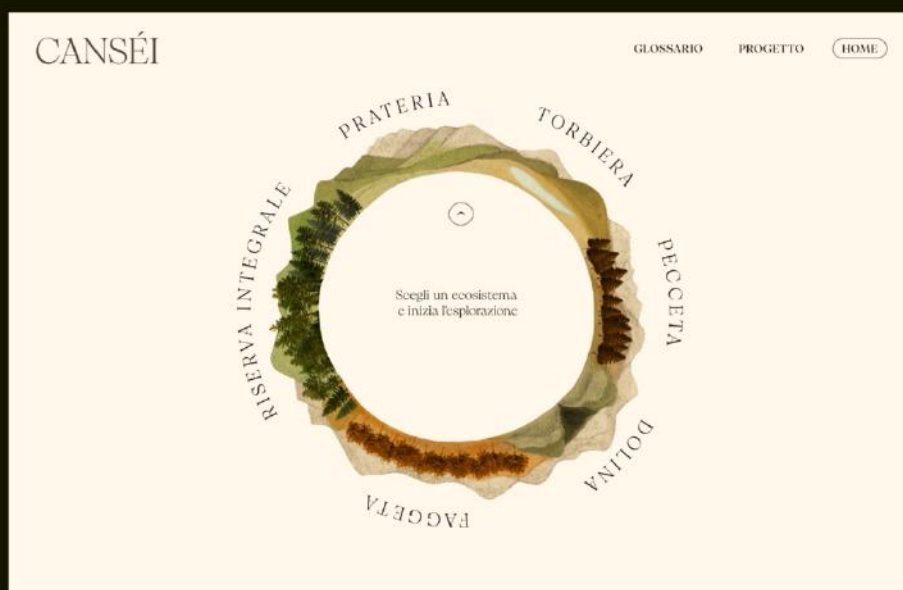 CANSÉI
GLOSSARIO
PROGETTO
HOME
PRATERIA
TORBIERA
RISERVA INTEGRALE
PECCETA
Scegli un ecosistema
e inizia l'esplorazione
DOLINA
FAGGETA